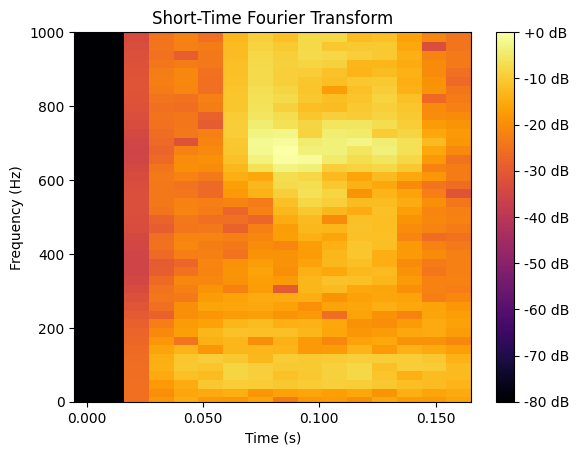 Short-Time Fourier Transform
1000
800
600
400
200
0
Frequency (Hz)
0.000
0.050
0.100
0.150
Time (s)
+0 dB
-10 dB
-20 dB
-30 dB
-40 dB
-50 dB
-60 dB
-70 dB
-80 dB